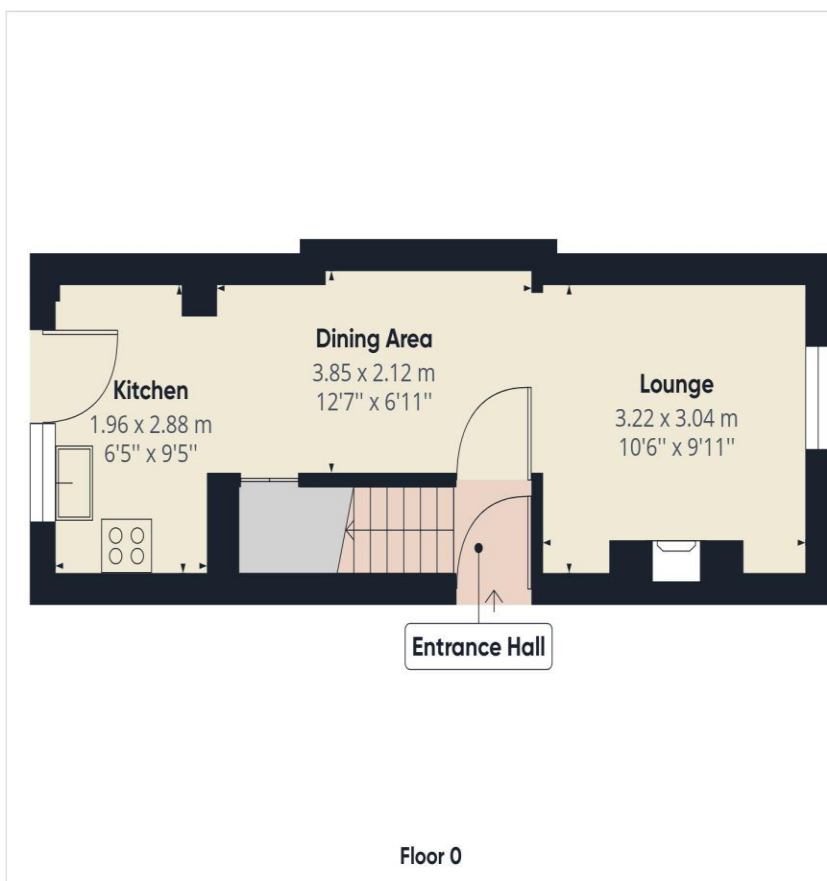 Dining Area
3.85 x 2.12 m
12'7'' x 6'11''
Kitchen
1.96 x 2.88 m
6'5'' x 9'5''
Lounge
3.22 x 3.04 m
10'6'' x 9'11''
Entrance Hall
Floor 0